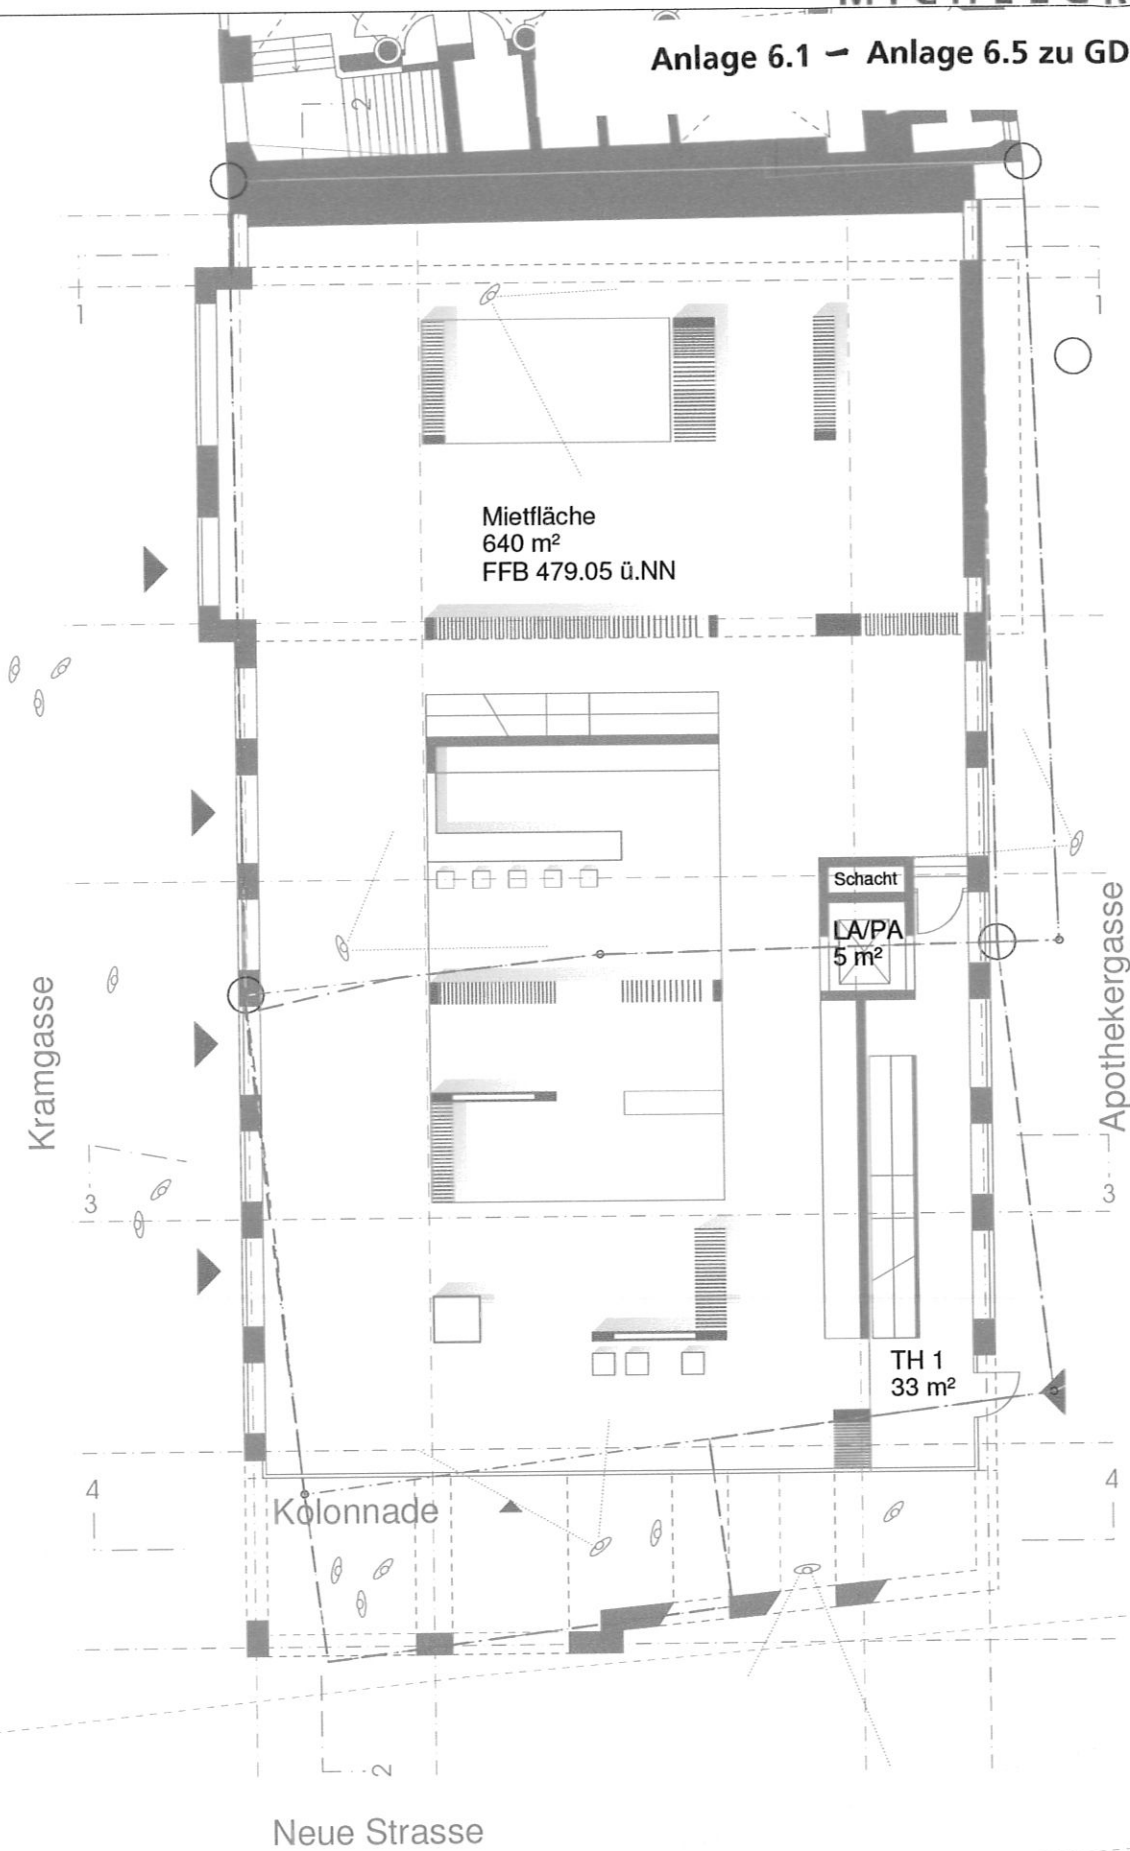 Anlage 6.1 – Anlage 6.5 zu GD
2
1
1
Mietfläche
640 m²
FFB 479.05 ü.NN
Schacht
LA/PA
5 m²
Kramgasse
Apothekergasse
3
3
TH 1
33 m²
4
4
Kolonnade
2
Neue Strasse